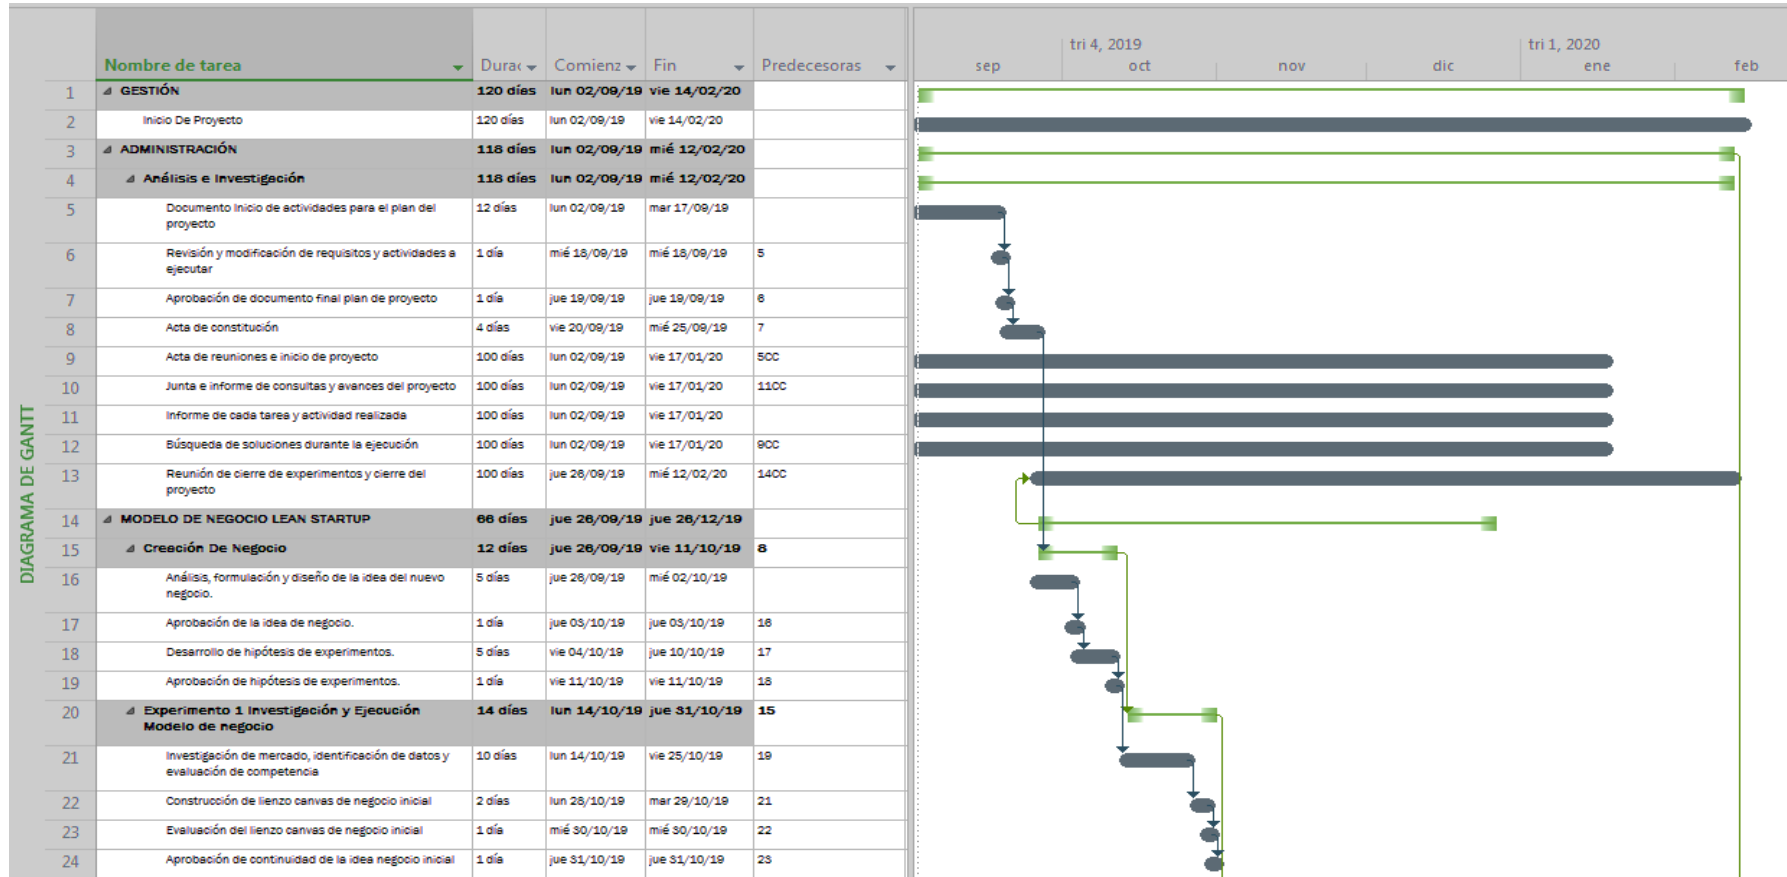 tri 4, 2019 tri 1, 2020
Nombre de tarea Durac Comienz Fin Predecesoras sep oct nov dic ene feb
1 GESTIÓN 120 días lun 02/09/19 vie 14/02/20
2 Inicio De Proyecto 120 días lun 02/09/19 vie 14/02/20
3 ADMINISTRACIÓN 118 días lun 02/09/19 mié 12/02/20
4 Análisis e Investigación 118 días lun 02/09/19 mié 12/02/20
5 Documento Inicio de actividades para el plan del 12 días lun 02/09/19 mar 17/09/19
proyecto
6 Revisión y modificación de requisitos y actividades a 1 día mié 18/09/19 mié 18/09/19 5
ejecutar
7 Aprobación de documento final plan de proyecto 1 día jue 19/09/19 jue 19/09/19 6
8 Acta de constitución 4 días vie 20/09/19 mié 25/09/19 7
9 Acta de reuniones e inicio de proyecto 100 días lun 02/09/19 vie 17/01/20 5CC
10 Junta e informe de consultas y avances del proyecto 100 días lun 02/09/19 vie 17/01/20 11CC
11 Informe de cada tarea y actividad realizada 100 días lun 02/09/19 vie 17/01/20
12 Búsqueda de soluciones durante la ejecución 100 días lun 02/09/19 vie 17/01/20 9CC
13 Reunión de cierre de experimentos y cierre del 100 días jue 26/09/19 mié 12/02/20 14CC
proyecto
14 MODELO DE NEGOCIO LEAN STARTUP 66 días jue 26/09/19 jue 26/12/19
15 Creación De Negocio 12 días jue 26/09/19 vie 11/10/19 8
16 Análisis, formulación y diseño de la idea del nuevo 5 días jue 26/09/19 mié 02/10/19
negocio.
17 Aprobación de la idea de negocio. 1 día jue 03/10/19 jue 03/10/19 16
18 Desarrollo de hipótesis de experimentos. 5 días vie 04/10/19 jue 10/10/19 17
19 Aprobación de hipótesis de experimentos. 1 día vie 11/10/19 vie 11/10/19 18
20 Experimento 1 Investigación y Ejecución 14 días lun 14/10/19 jue 31/10/19 15
Modelo de negocio
21 Investigación de mercado, identificación de datos y 10 días lun 14/10/19 vie 25/10/19 19
evaluación de competencia
22 Construcción de lienzo canvas de negocio inicial 2 días lun 28/10/19 mar 29/10/19 21
23 Evaluación del lienzo canvas de negocio inicial 1 día mié 30/10/19 mié 30/10/19 22
24 Aprobación de continuidad de la idea negocio inicial 1 día jue 31/10/19 jue 31/10/19 23
DIAGRAMA DE GANTT